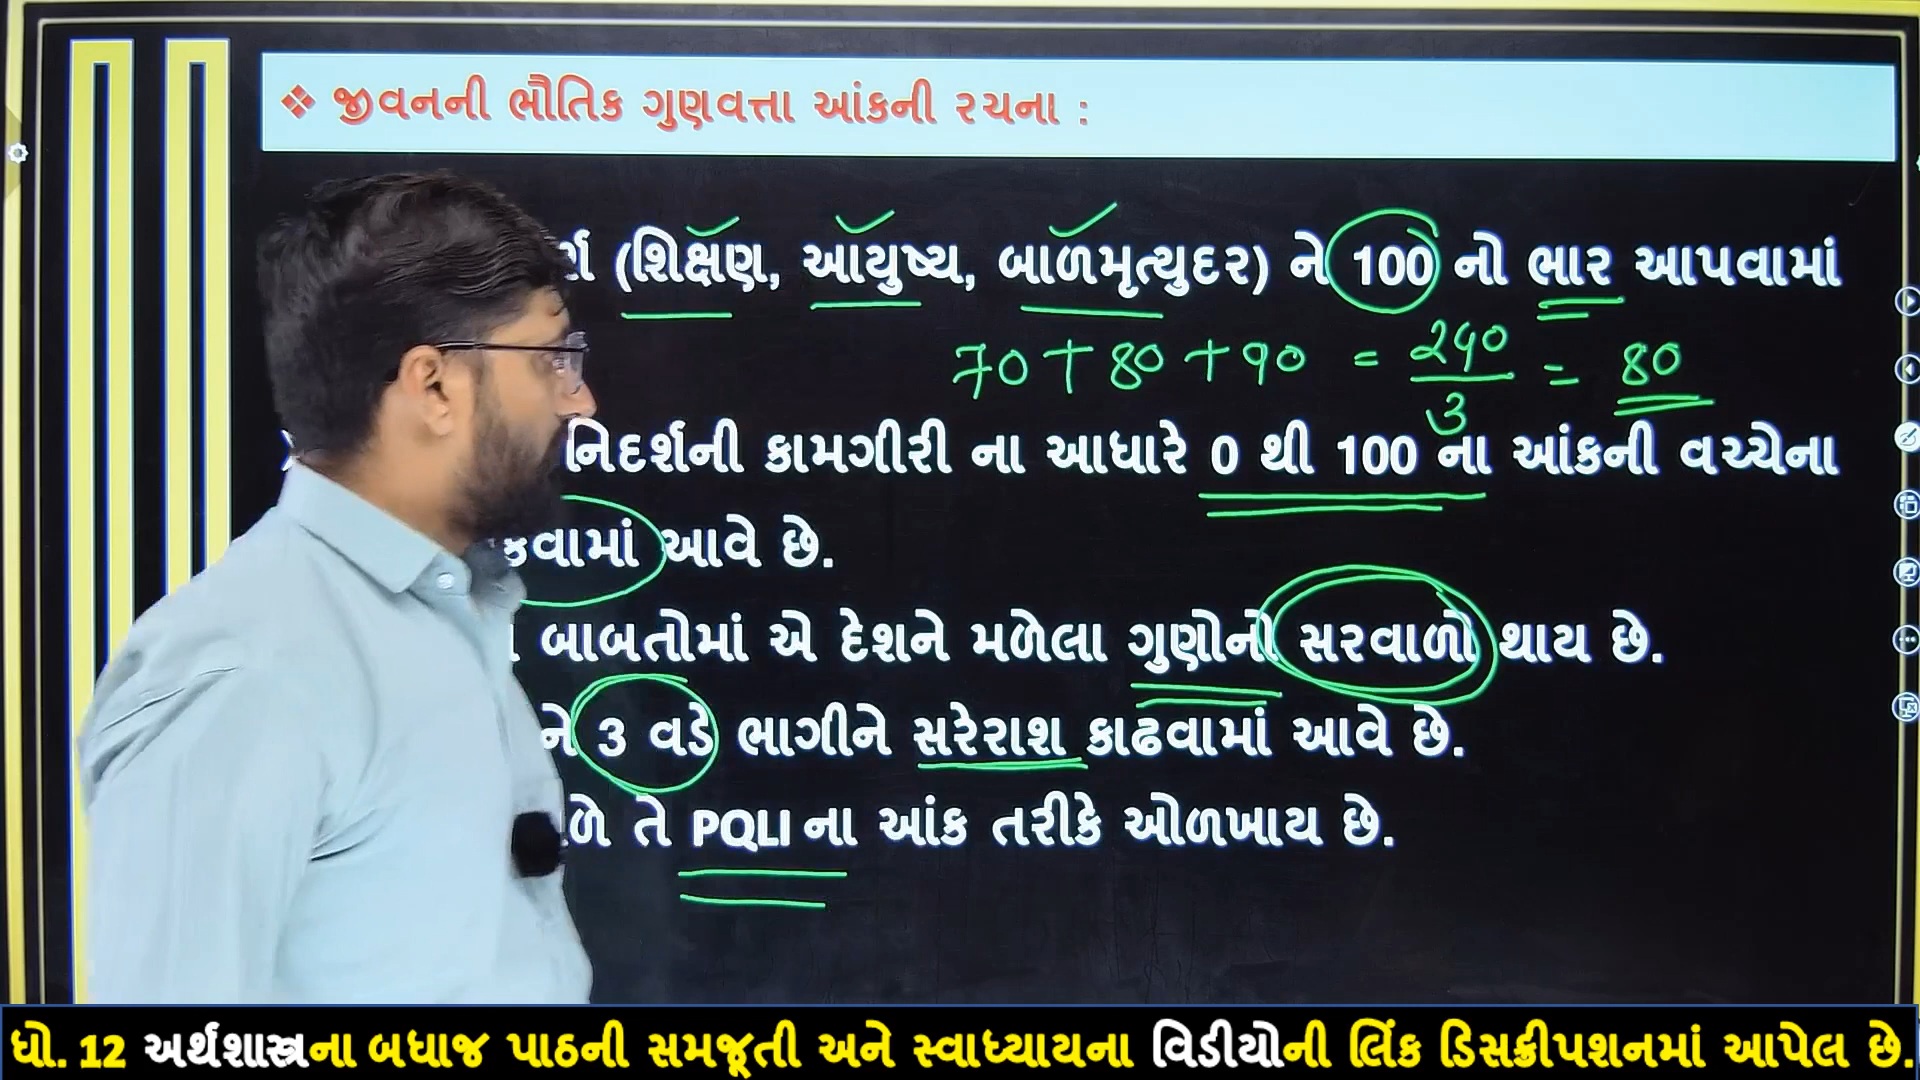 ❖ જીવનની ભૌતિક ગુણવત્તા આંકની રચના :
(શિક્ષણ, આયુષ્ય, બાળમૃત્યુદર) ને 100 નો ભાર આપવામાં
70 + 80 + 90 = 240 / 3 = 80
નિદર્શની કામગીરી ના આધારે 0 થી 100 ના આંકની વચ્ચેના
આવે છે.
બાબતોમાં એ દેશને મળેલા ગુણોનો સરવાળો થાય છે.
3 વડે ભાગીને સરેરાશ કાઢવામાં આવે છે.
તે PQLI ના આંક તરીકે ઓળખાય છે.
ધો. 12 અર્થશાસ્ત્રના બધાજ પાઠની સમજૂતી અને સ્વાધ્યાયના વિડીયોની લિંક ડિસક્રીપશનમાં આપેલ છે.